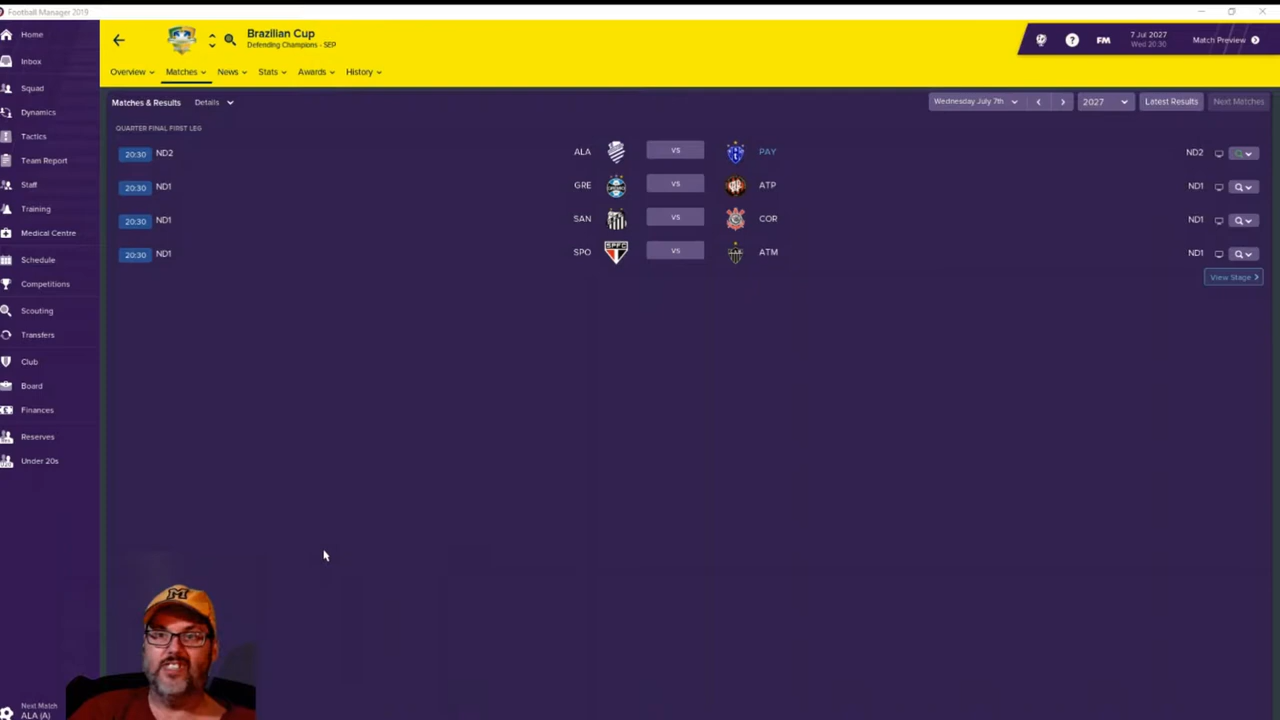 Football Manager 2019
Home
Inbox
Squad
Dynamics
Tactics
Team Report
Staff
Training
Medical Centre
Schedule
Competitions
Scouting
Transfers
Club
Board
Finances
Reserves
Under 20s
Next Match
ALA (A)
Brazilian Cup
Defending Champions - SEP
? FM 7 Jul 2027
Wed 20:30
Match Preview
Overview Matches News Stats Awards History
Matches & Results Details Wednesday July 7th 2027 Latest Results Next Matches
QUARTER FINAL FIRST LEG
20:30 ND2 ALA vs PAY ND2
20:30 ND1 GRE vs ATP ND1
20:30 ND1 SAN vs COR ND1
20:30 ND1 SPO SPFC vs ATM ND1
View Stage
M